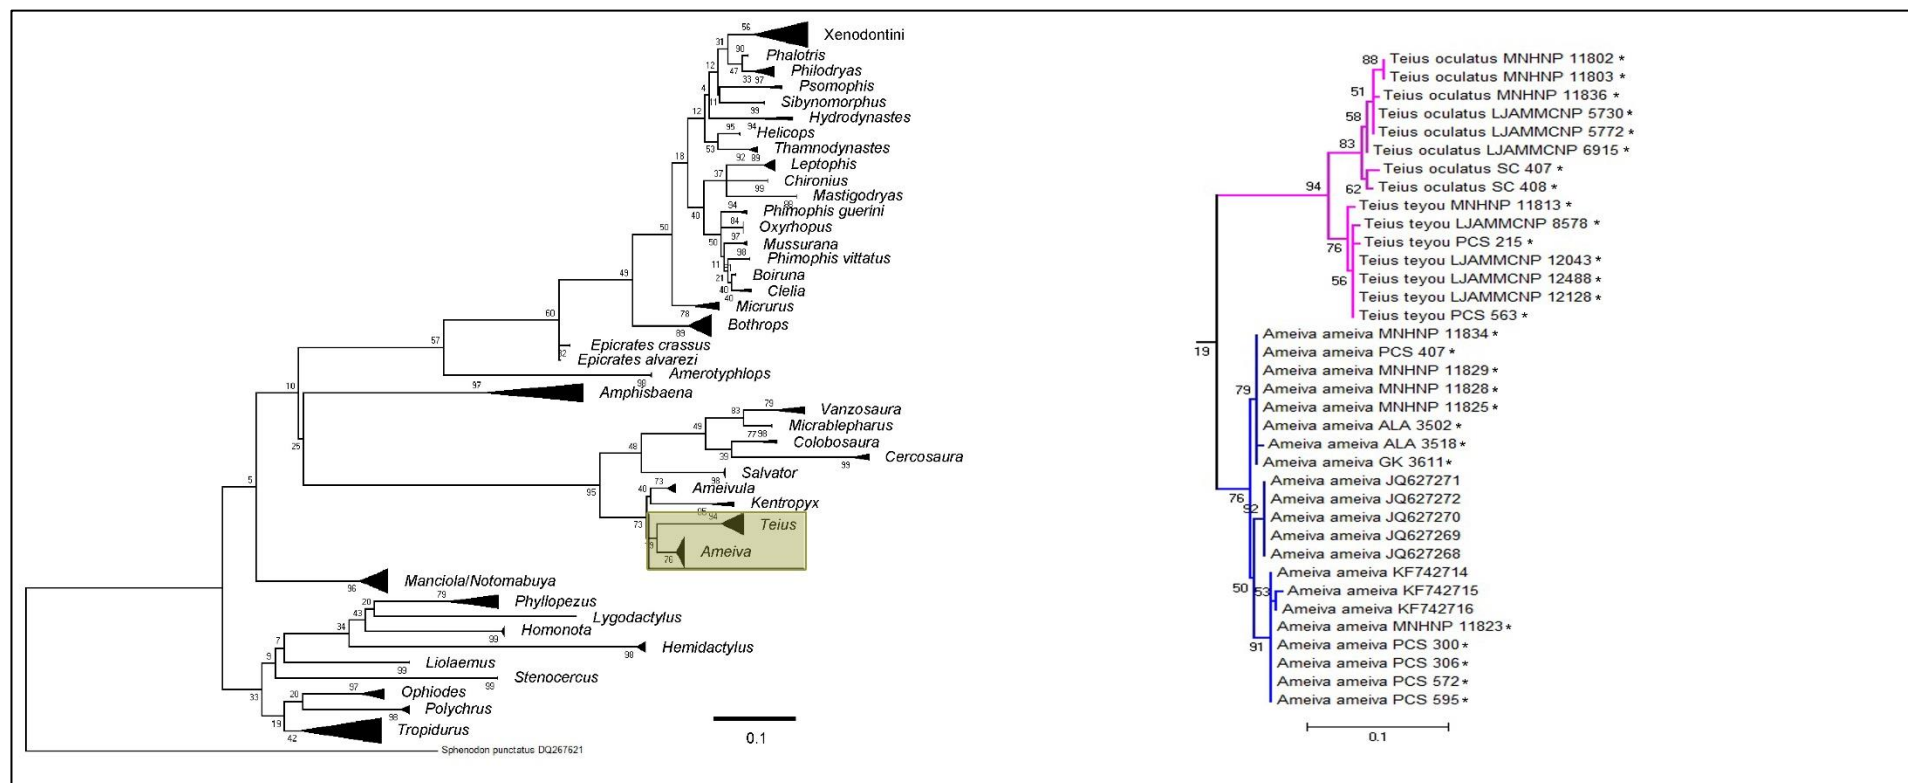 56
Xenodontini
31
98
Phalotris
12
47
Philodryas
33 97
4
Psomophis
11
Sibynomorphus
99
12
Hydrodynastes
95 94
Helicops
53
Thamnodynastes
18
92 89
Leptophis
37
Chironius
99
Mastigodryas
40
94
Phimophis guerini
84
Oxyrhopus
50
97
50
Mussurana
98
Phimophis vittatus
11
Boiruna
49
21
40
Clelia
40
Micrurus
78
60
Bothrops
89
57
Epicrates crassus
Epicrates alvarezi
Amerotyphlops
98
10
97
Amphisbaena
79
Vanzosaura
83
Micrablepharus
49
77 98
25
48
Colobosaura
39
Cercosaura
99
Salvator
98
5
95
73
Ameivula
40
Kentropyx
95
73
94
Teius
19
76
Ameiva
Manciola/Notomabuya
96
79
Phyllopezus
20
43
Lygodactylus
34
Homonota
99
7
Hemidactylus
98
9
Liolaemus
99
Stenocercus
99
33
20
97
Ophiodes
Polychrus
98
19
Tropidurus
42
0.1
Sphenodon punctatus DQ267621
88
Teius oculatus MNHNP 11802 *
Teius oculatus MNHNP 11803 *
51
Teius oculatus MNHNP 11836 *
58
Teius oculatus LJAMMCNP 5730 *
Teius oculatus LJAMMCNP 5772 *
83
Teius oculatus LJAMMCNP 6915 *
Teius oculatus SC 407 *
94
62
Teius oculatus SC 408 *
Teius teyou MNHNP 11813 *
Teius teyou LJAMMCNP 8578 *
76
Teius teyou PCS 215 *
Teius teyou LJAMMCNP 12043 *
56
Teius teyou LJAMMCNP 12488 *
Teius teyou LJAMMCNP 12128 *
Teius teyou PCS 563 *
Ameiva ameiva MNHNP 11834 *
19
Ameiva ameiva PCS 407 *
Ameiva ameiva MNHNP 11829 *
79
Ameiva ameiva MNHNP 11828 *
Ameiva ameiva MNHNP 11825 *
Ameiva ameiva ALA 3502 *
Ameiva ameiva ALA 3518 *
Ameiva ameiva GK 3611 *
Ameiva ameiva JQ627271
76
Ameiva ameiva JQ627272
92
Ameiva ameiva JQ627270
Ameiva ameiva JQ627269
Ameiva ameiva JQ627268
Ameiva ameiva KF742714
50
53
Ameiva ameiva KF742715
Ameiva ameiva KF742716
Ameiva ameiva MNHNP 11823 *
91
Ameiva ameiva PCS 300 *
Ameiva ameiva PCS 306 *
Ameiva ameiva PCS 572 *
Ameiva ameiva PCS 595 *
0.1